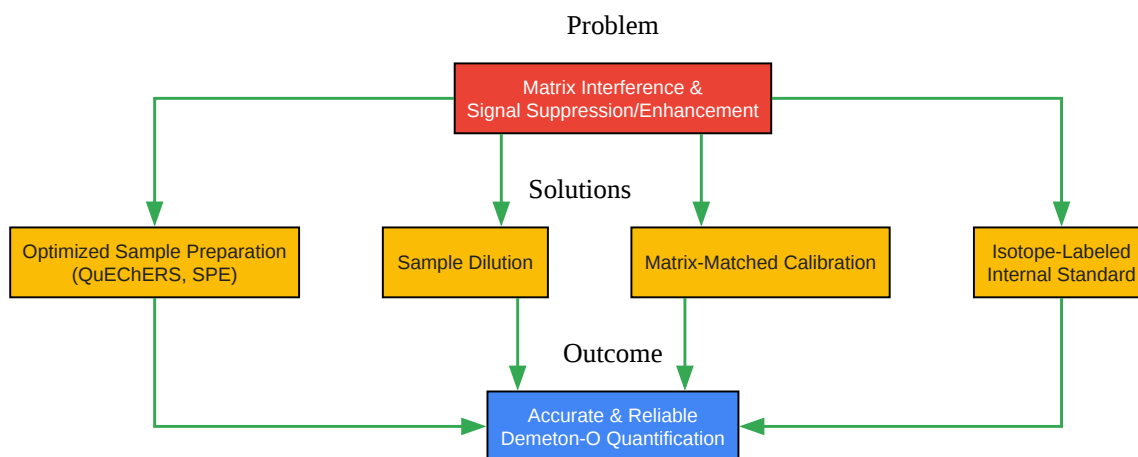 Problem
Matrix Interference &
Signal Suppression/Enhancement
Solutions
Optimized Sample Preparation
(QuEChERS, SPE)
Sample Dilution
Matrix-Matched Calibration
Isotope-Labeled
Internal Standard
Outcome
Accurate & Reliable
Demeton-O Quantification